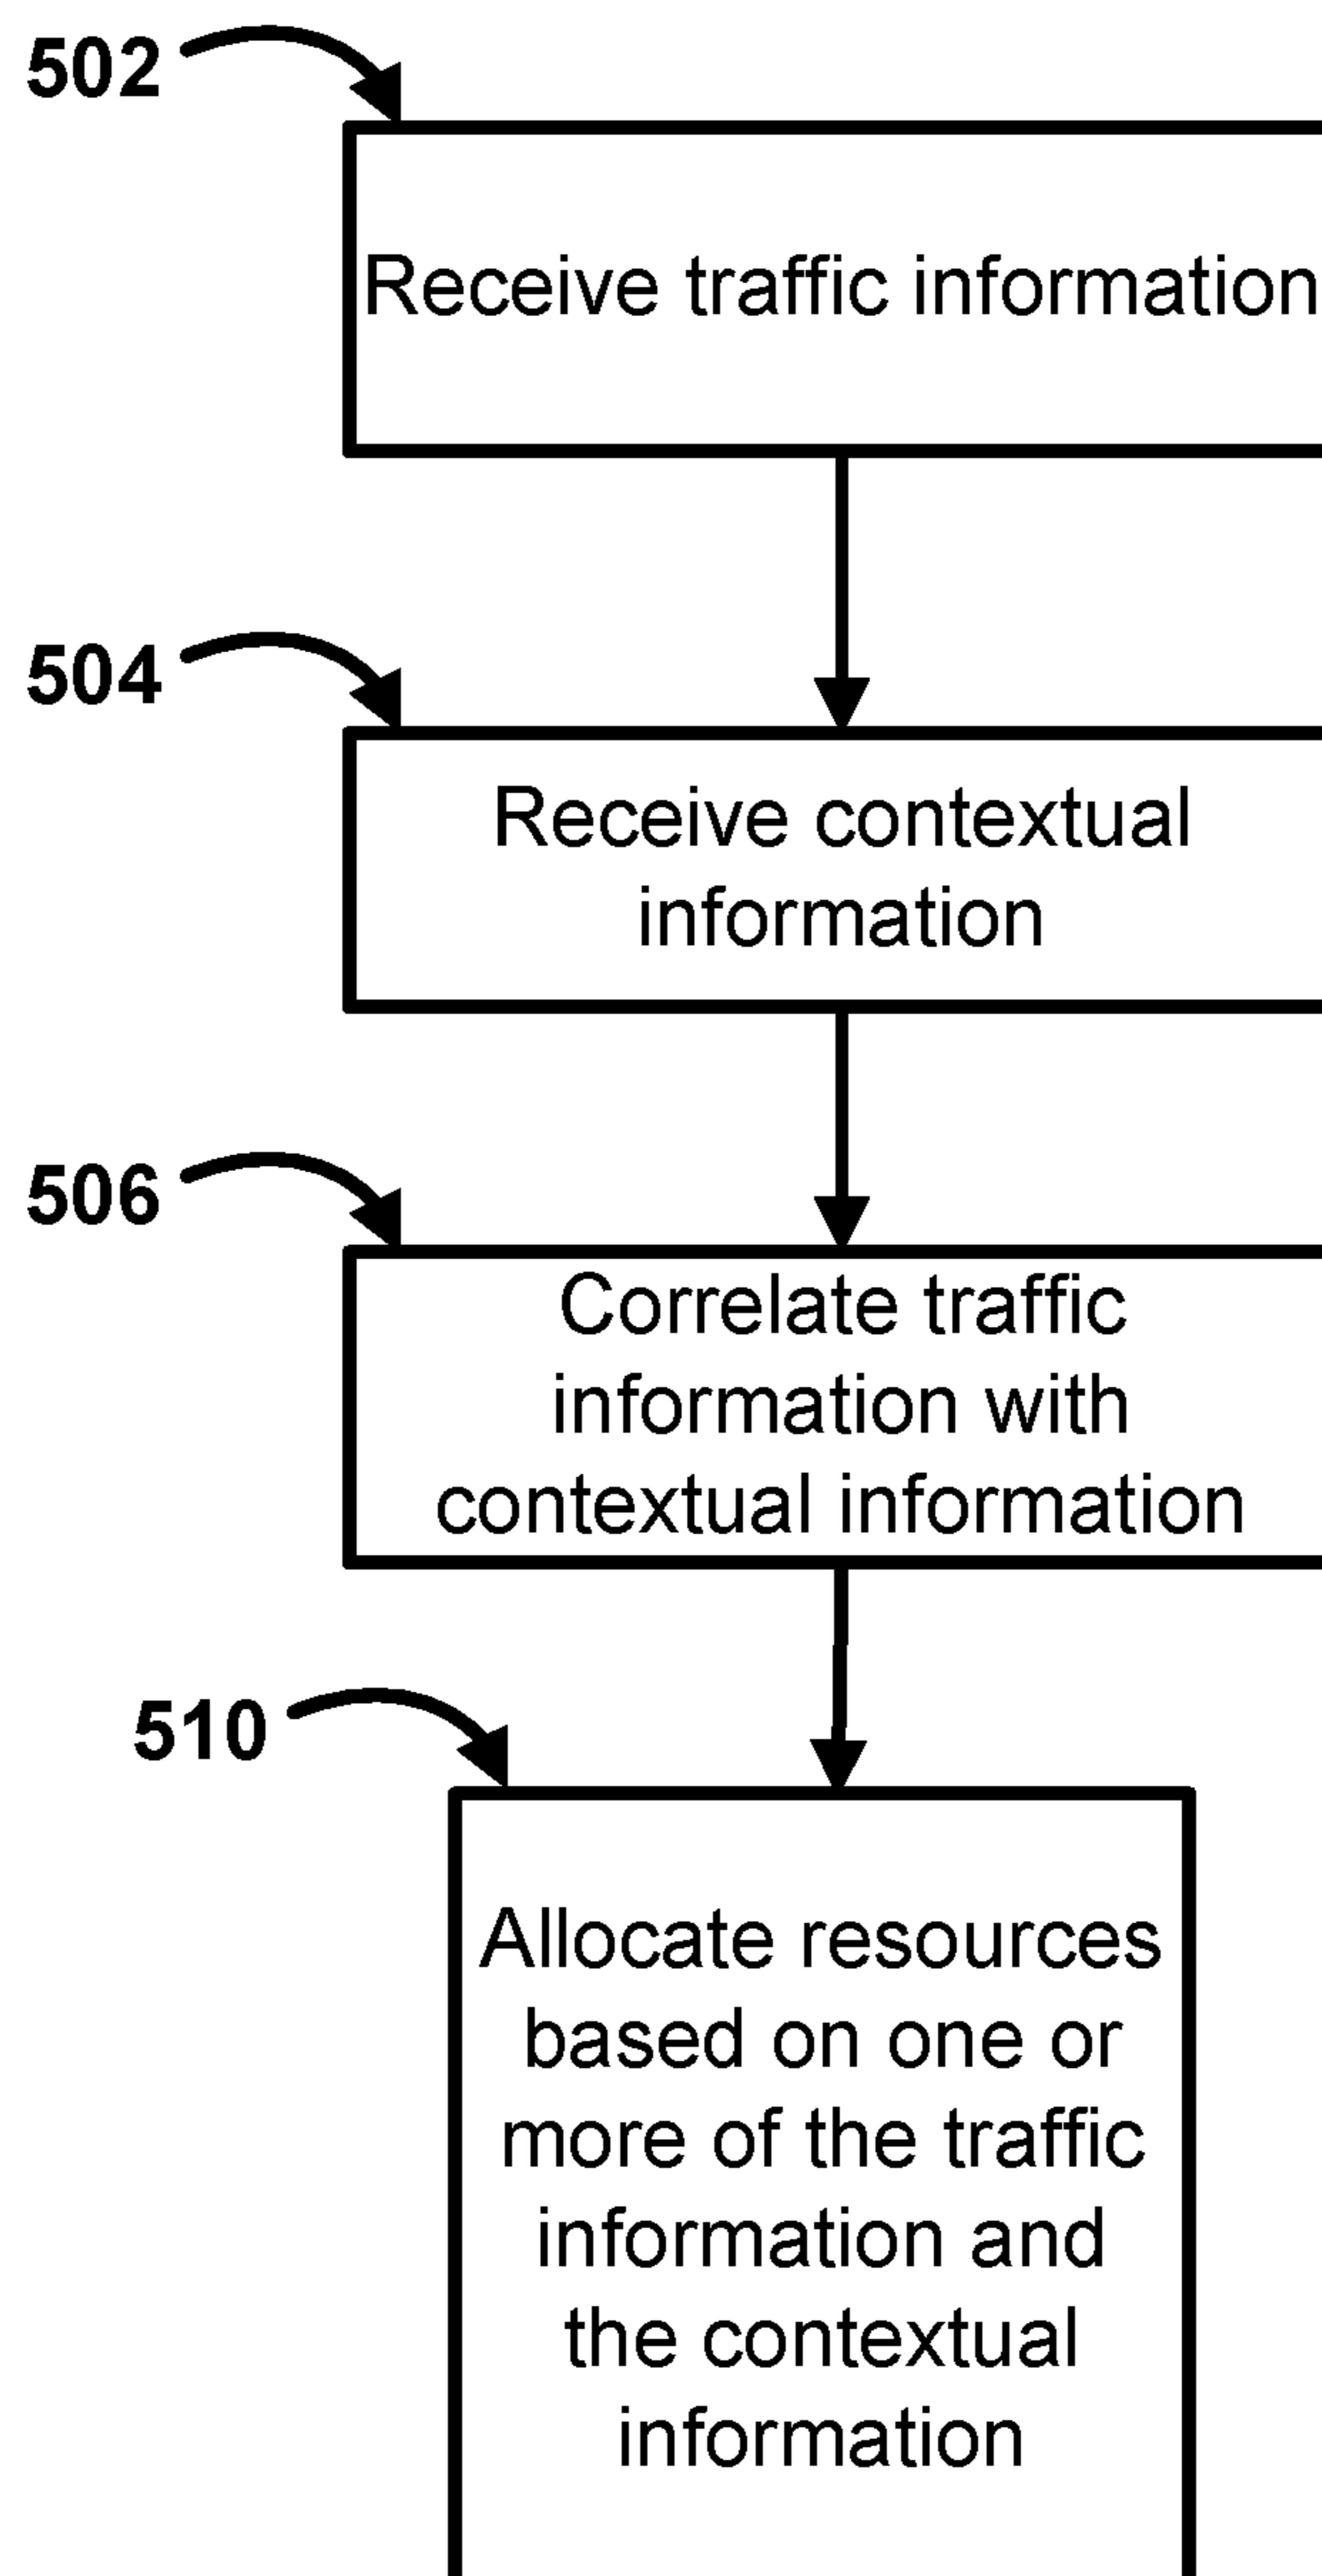 502
Receive traffic information
504
Receive contextual
information
506
Correlate traffic
information with
contextual information
510
Allocate resources
based on one or
more of the traffic
information and
the contextual
information